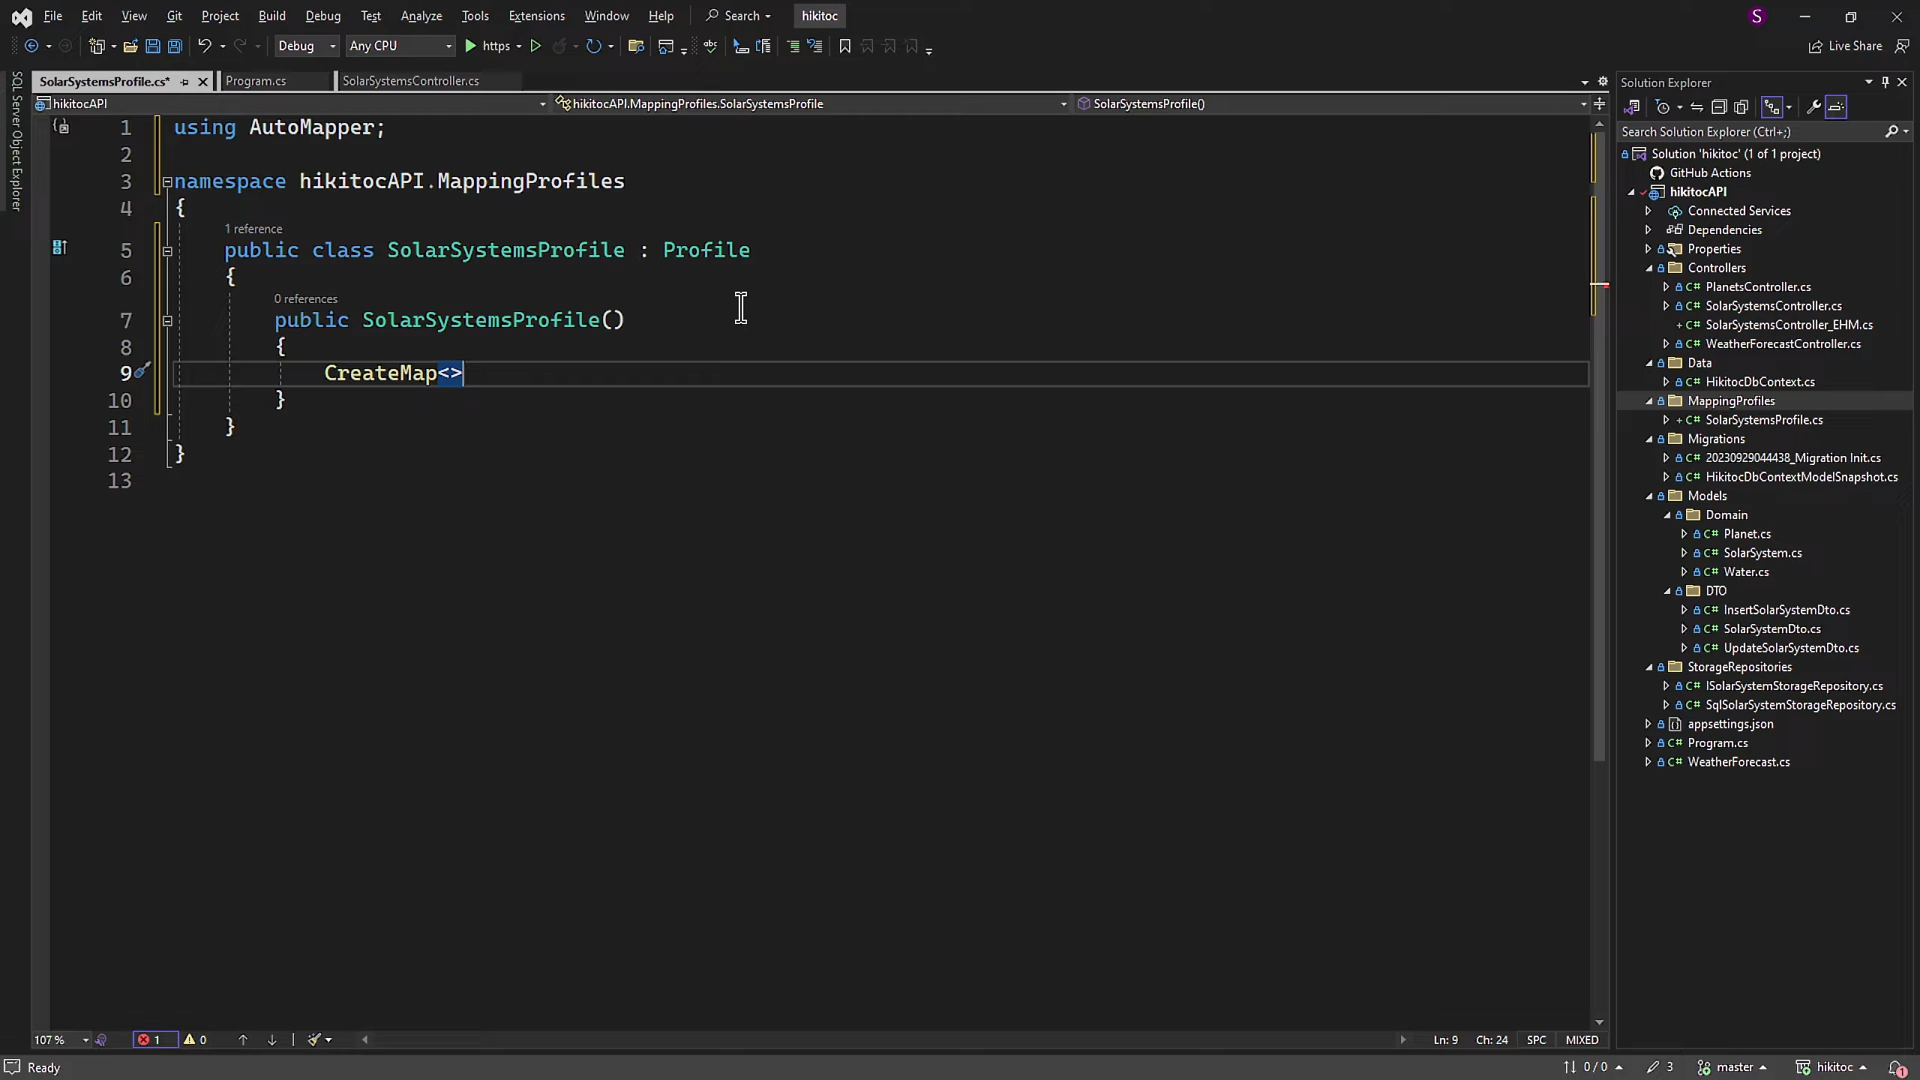 File Edit View Git Project Build Debug Test Analyze Tools Extensions Window Help Search hikitoc S
Debug Any CPU https Live Share
SQL Server Object Explorer
SolarSystemsProfile.cs* Program.cs SolarSystemsController.cs
hikitocAPI hikitocAPI.MappingProfiles.SolarSystemsProfile SolarSystemsProfile()
1 using AutoMapper;
2
3 namespace hikitocAPI.MappingProfiles
4 {
1 reference
5 public class SolarSystemsProfile : Profile
6 {
0 references
7 public SolarSystemsProfile()
8 {
9 CreateMap<>
10 }
11 }
12 }
13
Solution Explorer
Search Solution Explorer (Ctrl+;)
Solution 'hikitoc' (1 of 1 project)
GitHub Actions
hikitocAPI
Connected Services
Dependencies
Properties
Controllers
C# PlanetsController.cs
C# SolarSystemsController.cs
+ C# SolarSystemsController_EHM.cs
C# WeatherForecastController.cs
Data
C# HikitocDbContext.cs
MappingProfiles
+ C# SolarSystemsProfile.cs
Migrations
C# 20230929044438_Migration Init.cs
C# HikitocDbContextModelSnapshot.cs
Models
Domain
C# Planet.cs
C# SolarSystem.cs
C# Water.cs
DTO
C# InsertSolarSystemDto.cs
C# SolarSystemDto.cs
C# UpdateSolarSystemDto.cs
StorageRepositories
C# ISolarSystemStorageRepository.cs
C# SqlSolarSystemStorageRepository.cs
appsettings.json
C# Program.cs
C# WeatherForecast.cs
107 % 1 0 Ln: 9 Ch: 24 SPC MIXED
Ready 0 / 0 3 master hikitoc 1